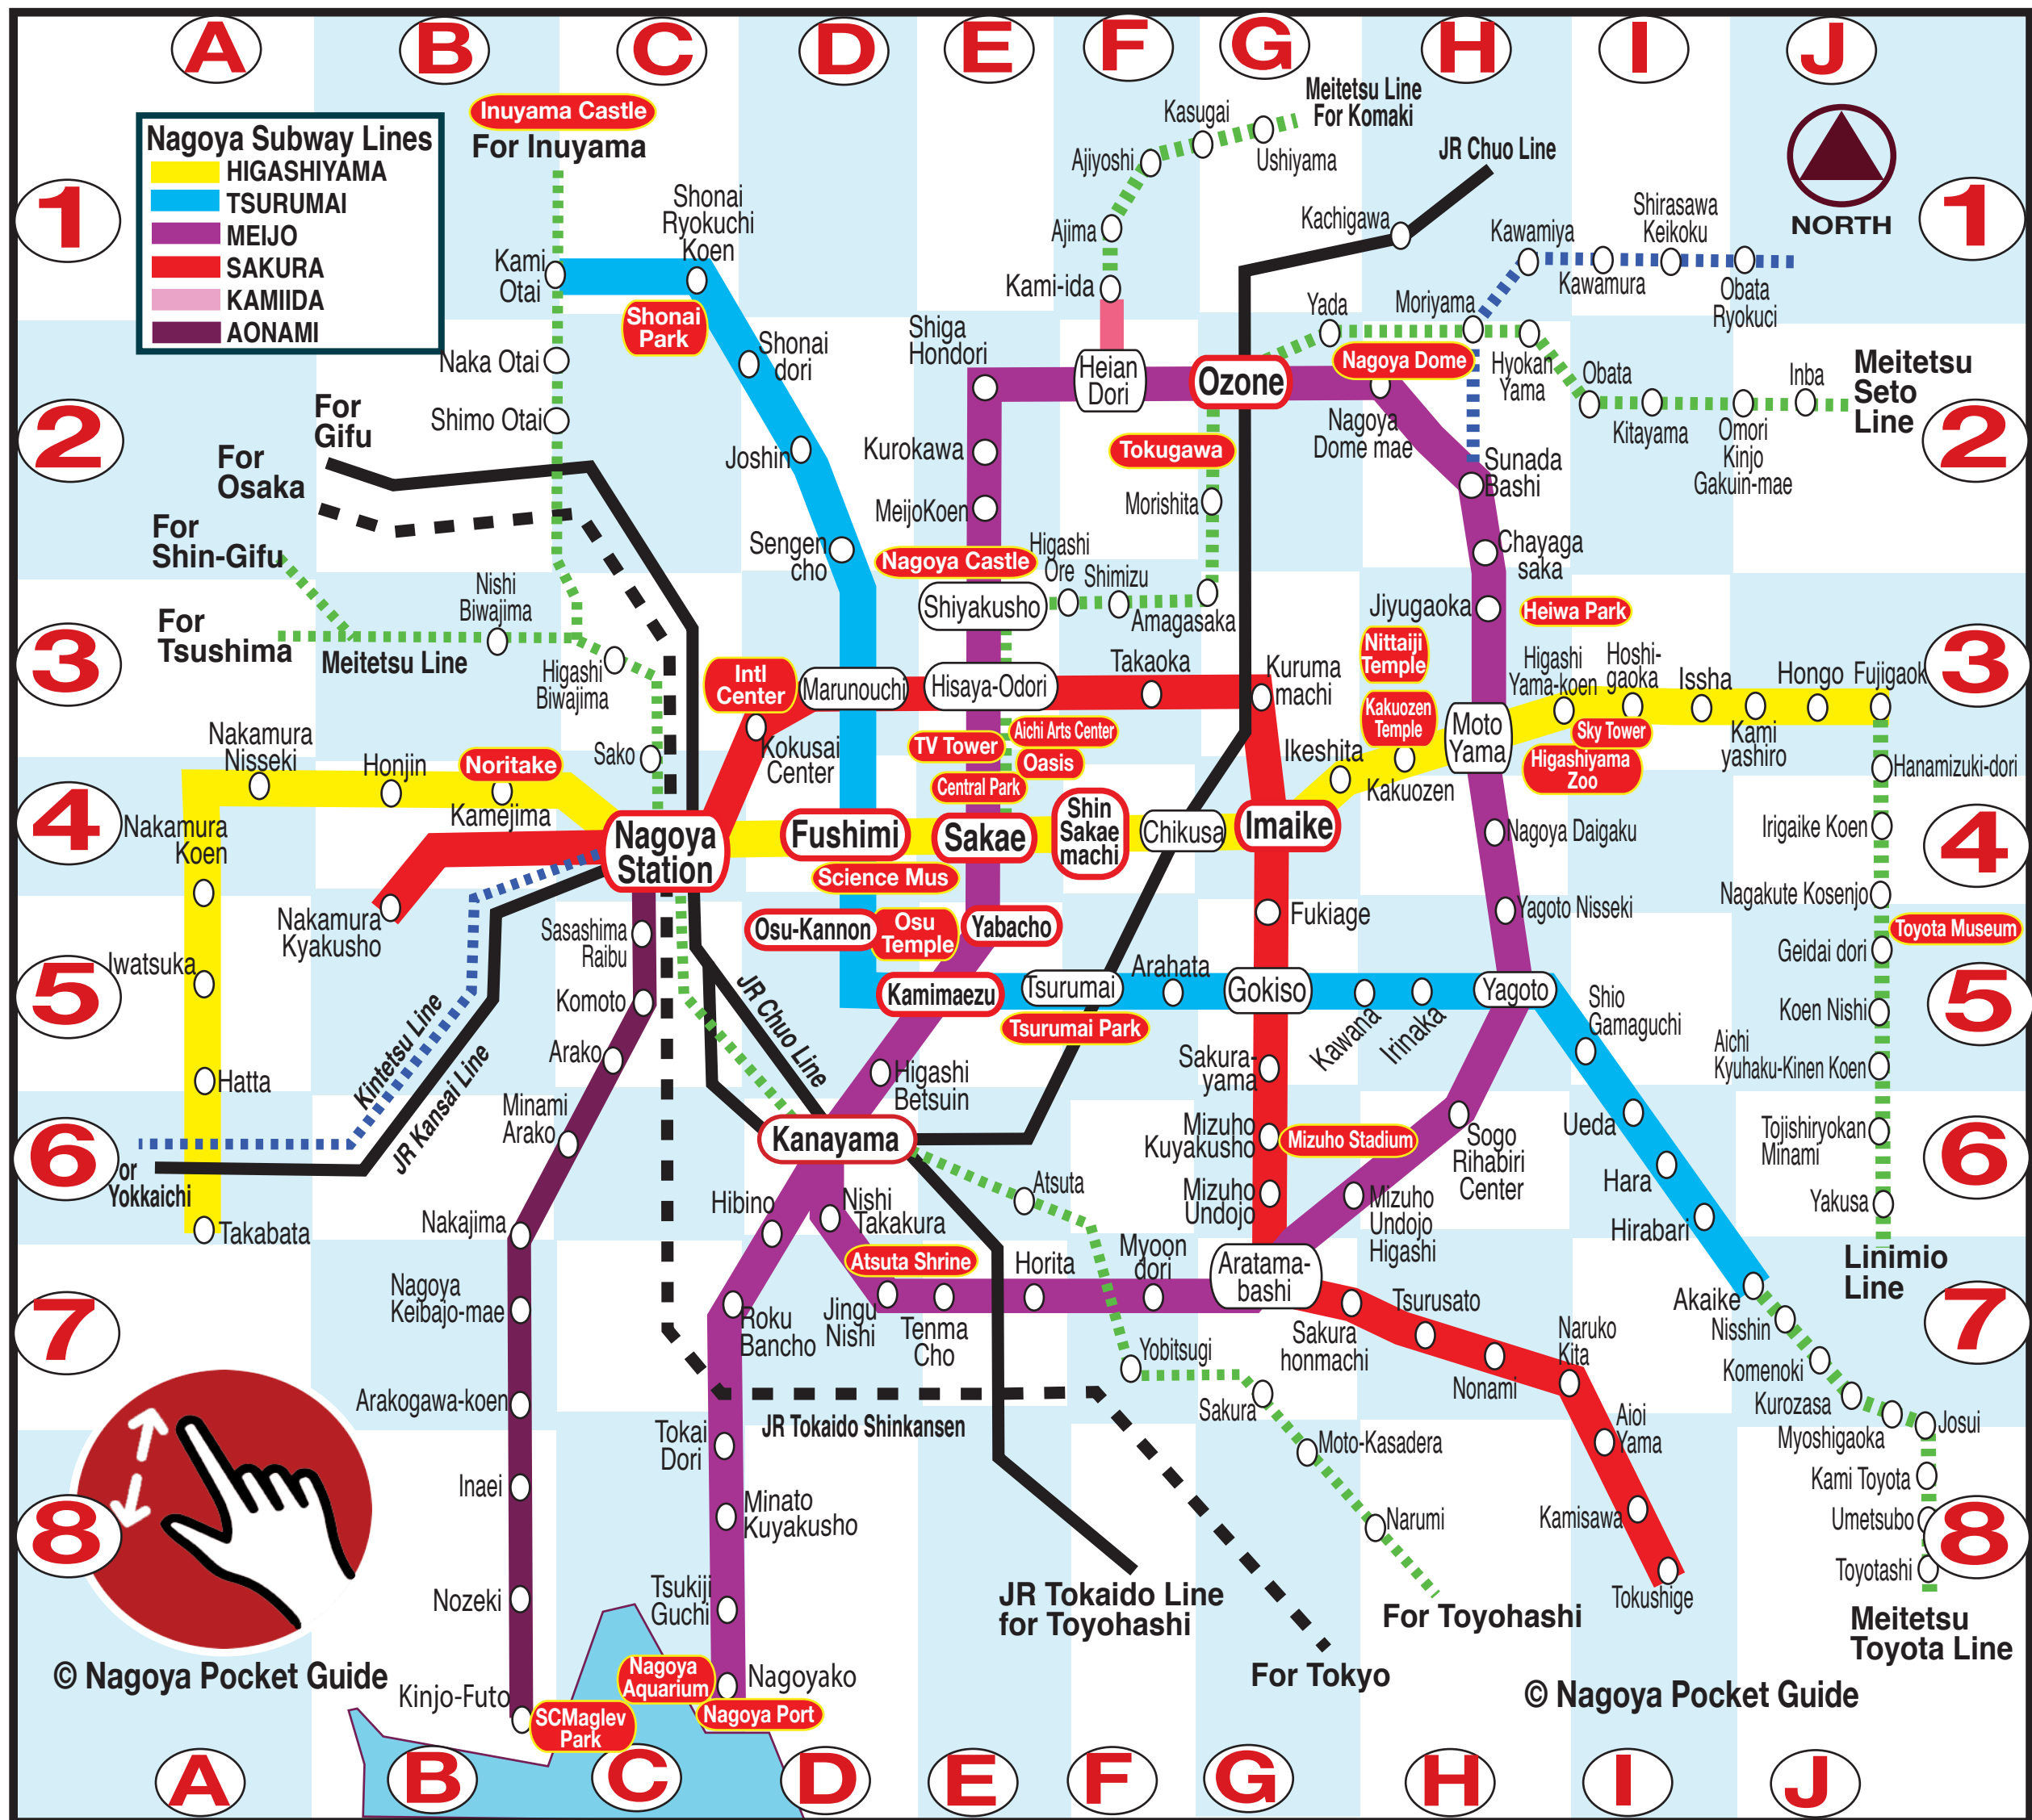 A
B
C
D
E
F
G
H
I
J
Nagoya Subway Lines
HIGASHIYAMA
TSURUMAI
MEIJO
SAKURA
KAMIIDA
AONAMI
Inuyama Castle
For Inuyama
Meitetsu Line
For Komaki
Kasugai
Ajiyoshi
Ushiyama
JR Chuo Line
NORTH
1
1
Shonai
Ryokuchi
Koen
Kami
Otai
Shonai
Park
Ajima
Kami-ida
Kachigawa
Kawamiya
Shirasawa
Keikoku
Kawamura
Obata
Ryokuci
Yada
Moriyama
Naka Otai
Shonai
dori
Shiga
Hondori
Heian
Dori
Ozone
Nagoya Dome
Hyokan
Yama
Obata
Inba
Meitetsu
Seto
Line
2
2
For
Gifu
Shimo Otai
For
Osaka
Joshin
Kurokawa
Tokugawa
Nagoya
Dome mae
Kitayama
Omori
Kinjo
Gakuin-mae
Sunada
Bashi
For
Shin-Gifu
MeijoKoen
Morishita
Sengen
cho
Nagoya Castle
Higashi
Ore
Shimizu
Chayaga
saka
Nishi
Biwajima
Shiyakusho
Amagasaka
Jiyugaoka
Heiwa Park
3
3
For
Tsushima
Meitetsu Line
Higashi
Biwajima
Intl
Center
Marunouchi
Hisaya-Odori
Takaoka
Kuruma
machi
Nittaiji
Temple
Higashi
Yama-koen
Hoshi-
gaoka
Issha
Hongo
Fujigaok
Kakuozen
Temple
Moto
Yama
Sky Tower
Kami
yashiro
Nakamura
Nisseki
Honjin
Noritake
Sako
Kokusai
Center
TV Tower
Aichi Arts Center
Oasis
Central Park
Ikeshita
Kakuozen
Higashiyama
Zoo
Hanamizuki-dori
4
4
Kamejima
Nakamura
Koen
Nagoya
Station
Fushimi
Sakae
Shin
Sakae
machi
Chikusa
Imaike
Nagoya Daigaku
Irigaike Koen
Science Mus
Nakamura
Kyakusho
Sasashima
Raibu
Osu-Kannon
Osu
Temple
Yabacho
Fukiage
Yagoto Nisseki
Nagakute Kosenjo
Toyota Museum
Geidai dori
5
5
Iwatsuka
Komoto
Kamimaezu
Tsurumai
Arahata
Gokiso
Yagoto
Koen Nishi
Tsurumai Park
Kawana
Irinaka
Shio
Gamaguchi
Aichi
Kyuhaku-Kinen Koen
Kintetsu Line
JR Kansai Line
JR Chuo Line
Arako
Hatta
Higashi
Betsuin
Sakura-
yama
Minami
Arako
Kanayama
Mizuho
Kuyakusho
Mizuho Stadium
Sogo
Rihabiri
Center
Ueda
Tojishiryokan
Minami
6
6
or
Yokkaichi
Takabata
Nakajima
Hibino
Nishi
Takakura
Atsuta
Mizuho
Undojo
Mizuho
Undojo
Higashi
Hara
Hirabari
Yakusa
Linimio
Line
Atsuta Shrine
Horita
Myoon
dori
Aratama-
bashi
7
7
Nagoya
Keibajo-mae
Roku
Bancho
Jingu
Nishi
Tenma
Cho
Yobitsugi
Sakura
honmachi
Tsurusato
Naruko
Kita
Akaike
Nisshin
Komenoki
Nonami
Kurozasa
Arakogawa-koen
JR Tokaido Shinkansen
Sakura
Aioi
Yama
Myoshigaoka
Josui
Tokai
Dori
Moto-Kasadera
Kami Toyota
8
8
Inaei
Minato
Kuyakusho
Narumi
Kamisawa
Umetsubo
Toyotashi
Nozeki
Tsukiji
Guchi
JR Tokaido Line
for Toyohashi
For Toyohashi
Tokushige
Meitetsu
Toyota Line
© Nagoya Pocket Guide
Kinjo-Futo
Nagoya
Aquarium
Nagoyako
For Tokyo
© Nagoya Pocket Guide
SCMaglev
Park
Nagoya Port
A
B
C
D
E
F
G
H
I
J